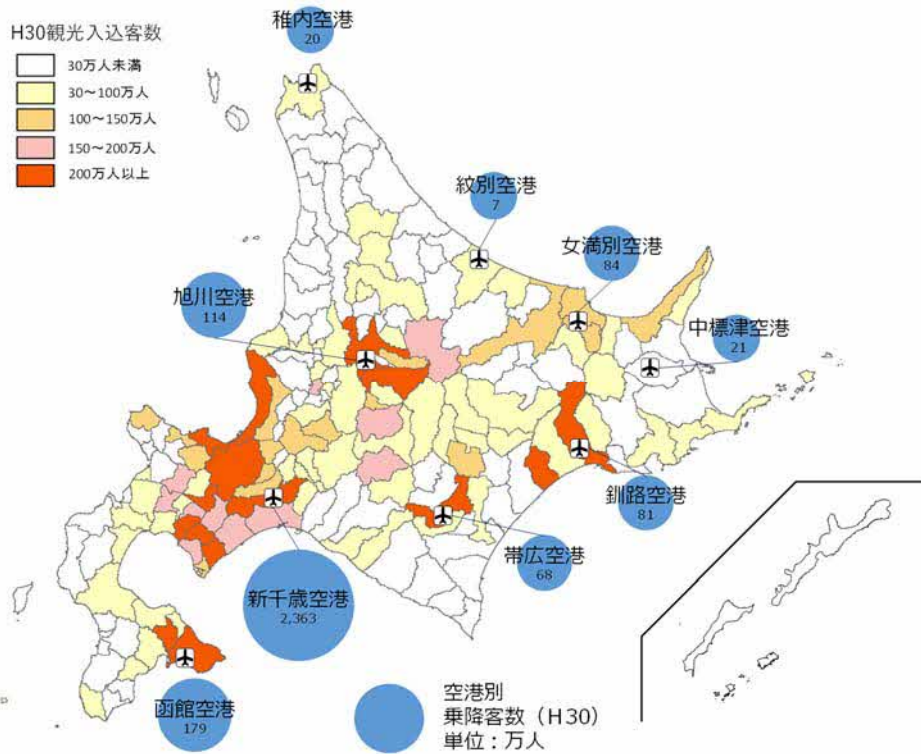 H30観光入込客数
30万人未満
30～100万人
100～150万人
150～200万人
200万人以上
稚内空港
20
紋別空港
7
女満別空港
84
旭川空港
114
中標津空港
21
釧路空港
81
帯広空港
68
新千歳空港
2,363
函館空港
179
空港別
乗降客数（H30）
単位：万人